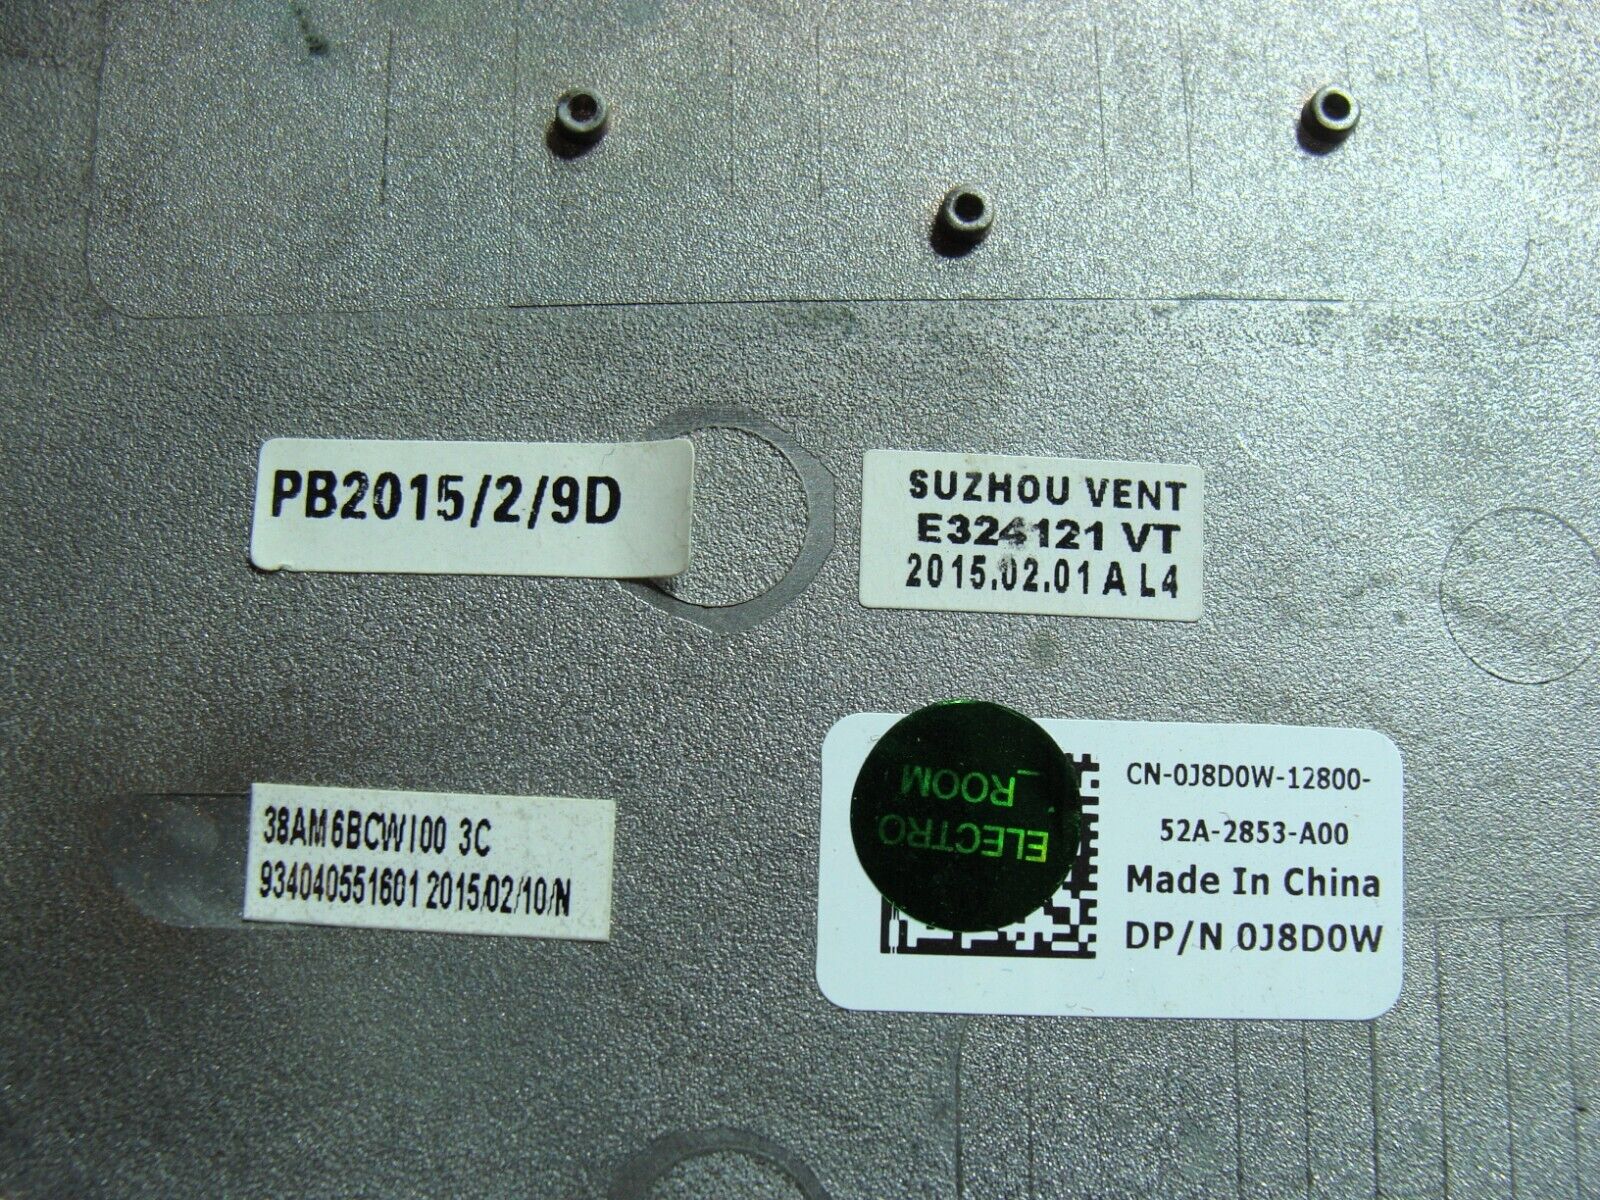 PB2015/2/9D
SUZHOU VENT
E324121 VT
2015.02.01 A L4
38AM6BCWI00 3C
934040551601 2015/02/10/N
ELECTRO
_ROOM
CN-0J8D0W-12800-
52A-2853-A00
Made In China
DP/N 0J8D0W